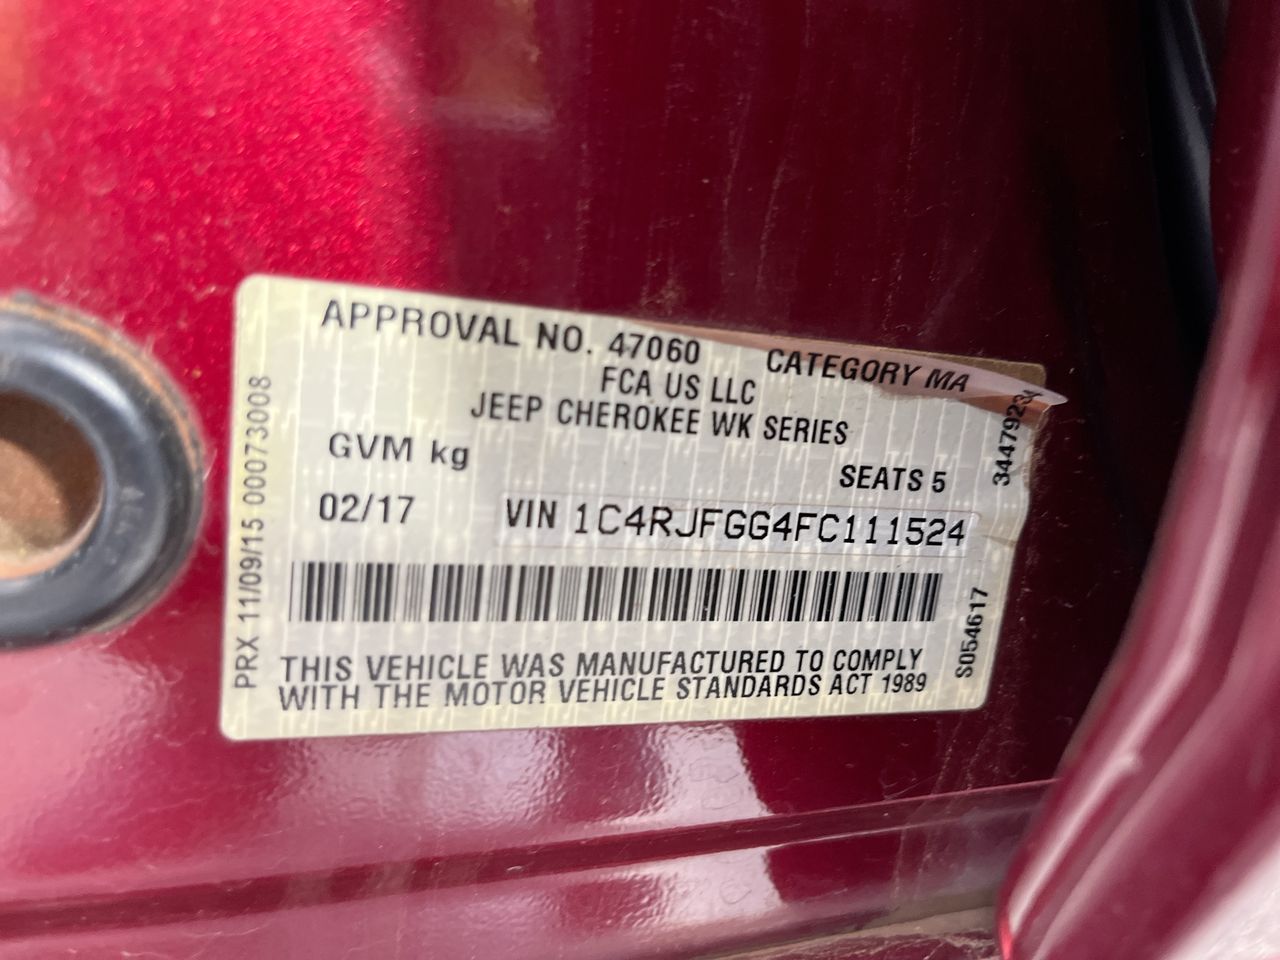 APPROVAL NO. 47060
CATEGORY MA
FCA US LLC
JEEP CHEROKEE WK SERIES
GVM kg
SEATS 5
02/17
VIN 1C4RJFGG4FC111524
THIS VEHICLE WAS MANUFACTURED TO COMPLY
WITH THE MOTOR VEHICLE STANDARDS ACT 1989
PRX 11/09/15 00073008
34479234
S054617